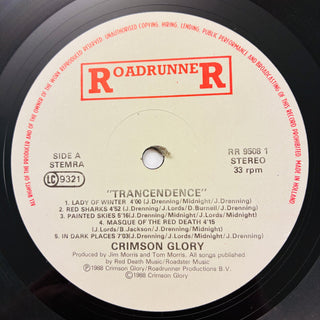 UNAUTHORISED COPYING, HIRING, LENDING, PUBLIC PERFORMANCE AND BROADCASTING OF THIS RECORD PROHIBITED
ALL RIGHTS OF THE PRODUCER AND OF THE OWNER OF THE WORK REPRODUCED RESERVED.
ROADRUNNER
SIDE A
STEMRA
LC 9321
RR 9508 1
STEREO
33 rpm
MADE IN HOLLAND
"TRANCENDENCE"
1. LADY OF WINTER 4'00 (J.Drenning/Midnight/J.Drenning)
2. RED SHARKS 4'52 (J.Drenning/J.Lords/D.Burnell/J.Drenning)
3. PAINTED SKIES 5'16 (J.Drenning/Midnight/J.Lords/Midnight)
4. MASQUE OF THE RED DEATH 4'15
(J.Lords/B.Jackson/J.Drenning/Midnight)
5. IN DARK PLACES 7'03 (J.Drenning/Midnight/J.Drenning)
CRIMSON GLORY
Produced by Jim Morris and Tom Morris. All songs published
by Red Death Music/Roadster Music
℗ 1988 Crimson Glory/Roadrunner Productions B.V.
© 1988 Crimson Glory.